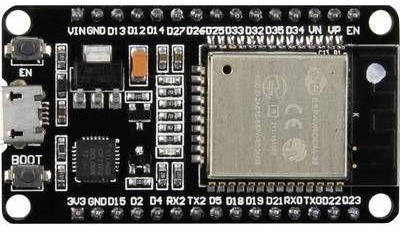 VIN GND D13 D12 D14 D27 D26 D25 D33 D32 D35 D34 VN VP EN
EN
BOOT
3V3 GND D15 D2 D4 RX2 TX2 D5 D18 D19 D21 RX0 TX0 D22 D23